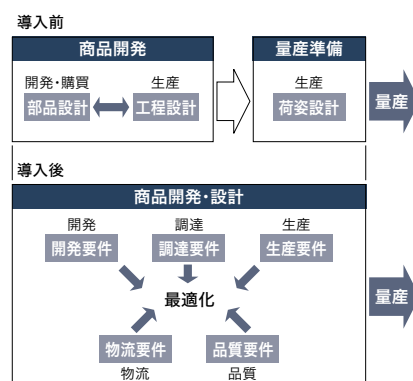 導入前
商品開発
量産準備
開発・購買
生産
生産
部品設計
工程設計
荷姿設計
量産
導入後
商品開発・設計
開発
調達
生産
開発要件
調達要件
生産要件
最適化
量産
物流要件
品質要件
物流
品質